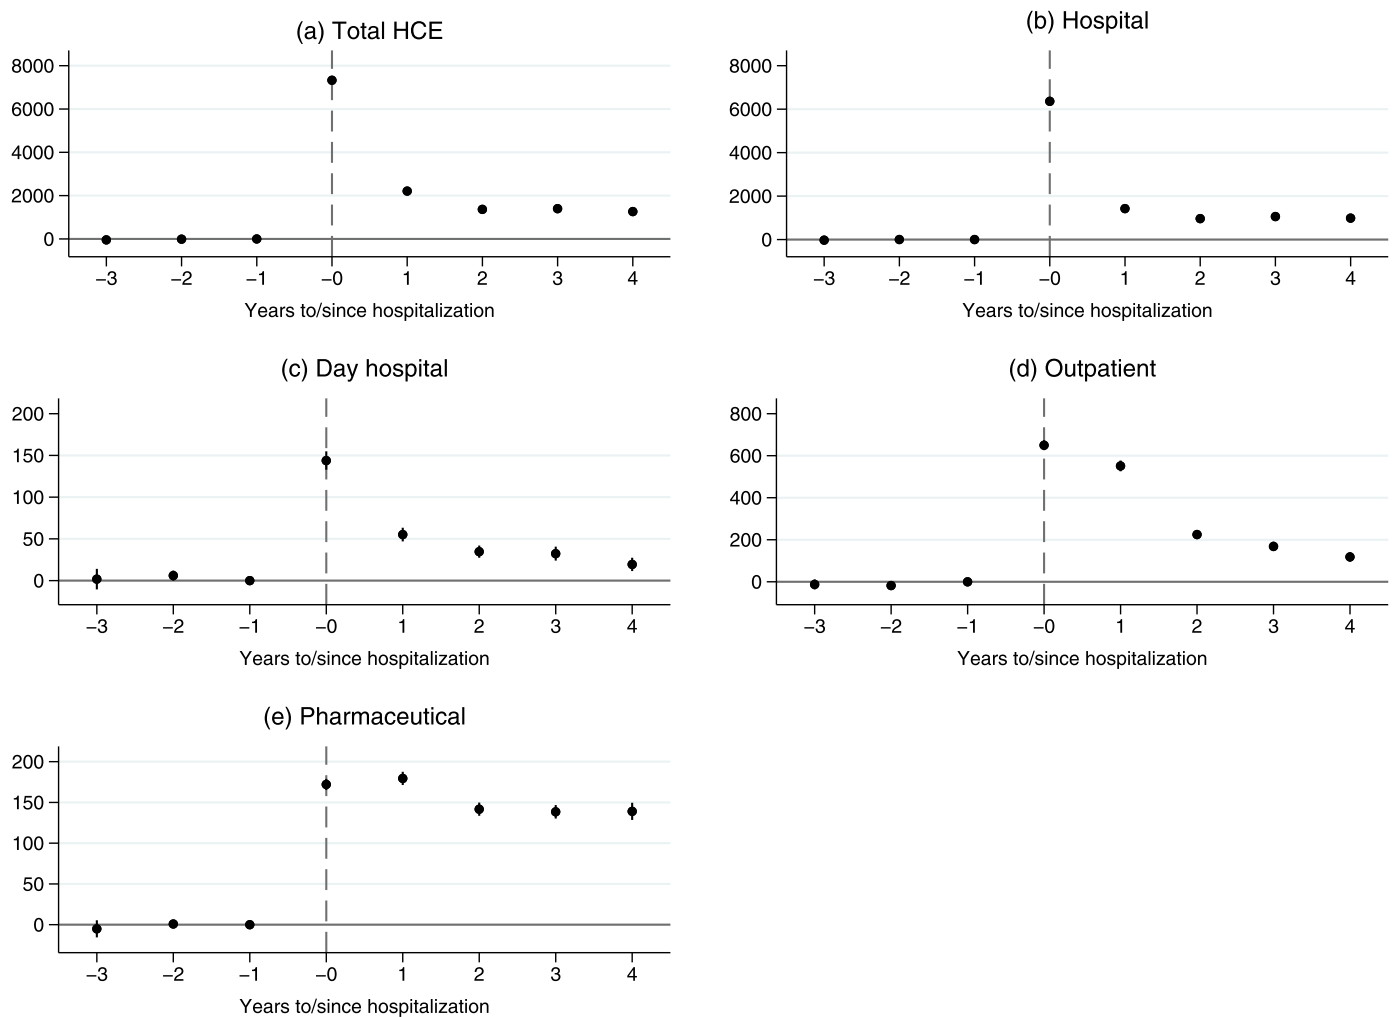 (a) Total HCE
8000
6000
4000
2000
0
−3 −2 −1 −0 1 2 3 4
Years to/since hospitalization
(b) Hospital
8000
6000
4000
2000
0
−3 −2 −1 −0 1 2 3 4
Years to/since hospitalization
(c) Day hospital
200
150
100
50
0
−3 −2 −1 −0 1 2 3 4
Years to/since hospitalization
(d) Outpatient
800
600
400
200
0
−3 −2 −1 −0 1 2 3 4
Years to/since hospitalization
(e) Pharmaceutical
200
150
100
50
0
−3 −2 −1 −0 1 2 3 4
Years to/since hospitalization